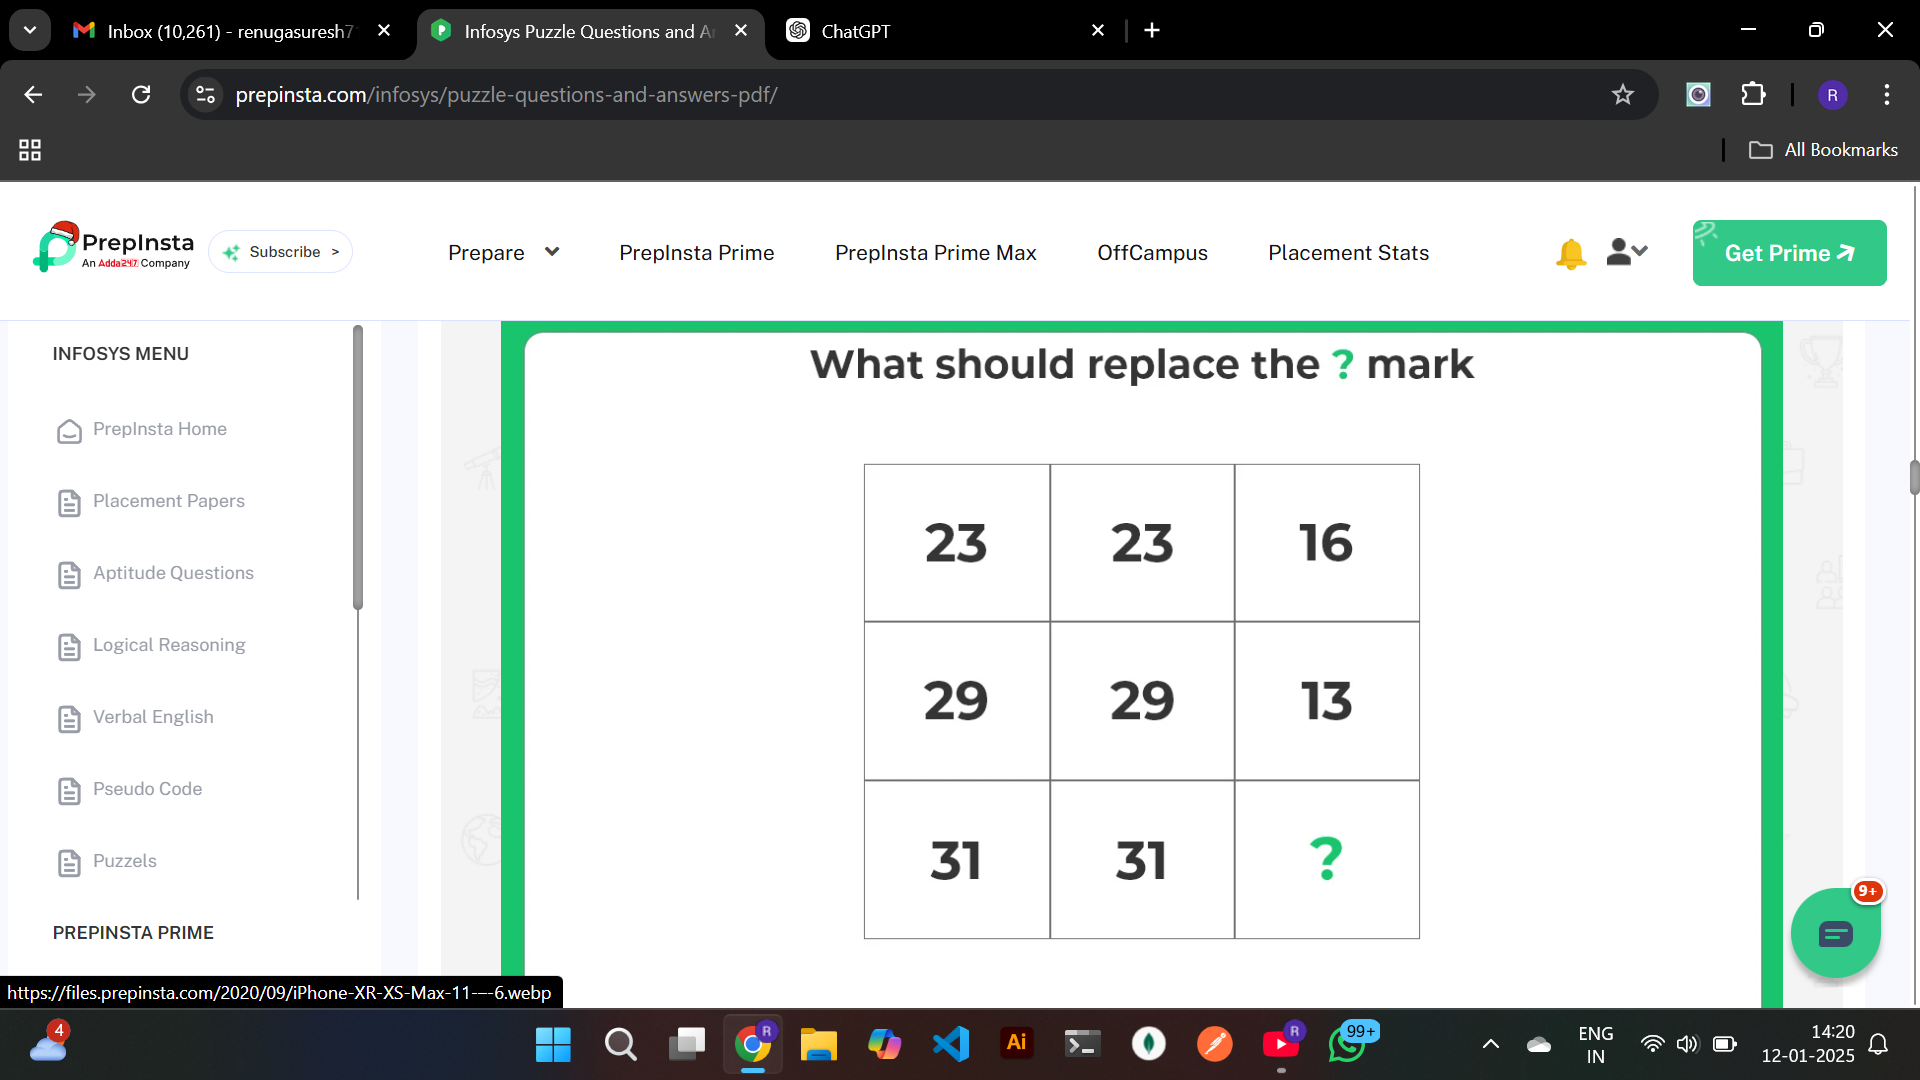 Inbox (10,261) - renugasuresh7
Infosys Puzzle Questions and A
ChatGPT
prepinsta.com/infosys/puzzle-questions-and-answers-pdf/
R
All Bookmarks
PrepInsta
An Adda247 Company
Subscribe >
Prepare
PrepInsta Prime
PrepInsta Prime Max
OffCampus
Placement Stats
Get Prime
INFOSYS MENU
PrepInsta Home
Placement Papers
Aptitude Questions
Logical Reasoning
Verbal English
Pseudo Code
Puzzels
PREPINSTA PRIME
What should replace the ? mark
23 23 16
29 29 13
31 31 ?
9+
https://files.prepinsta.com/2020/09/iPhone-XR-XS-Max-11-–-6.webp
4
R
Ai
R
99+
ENG
IN
14:20
12-01-2025